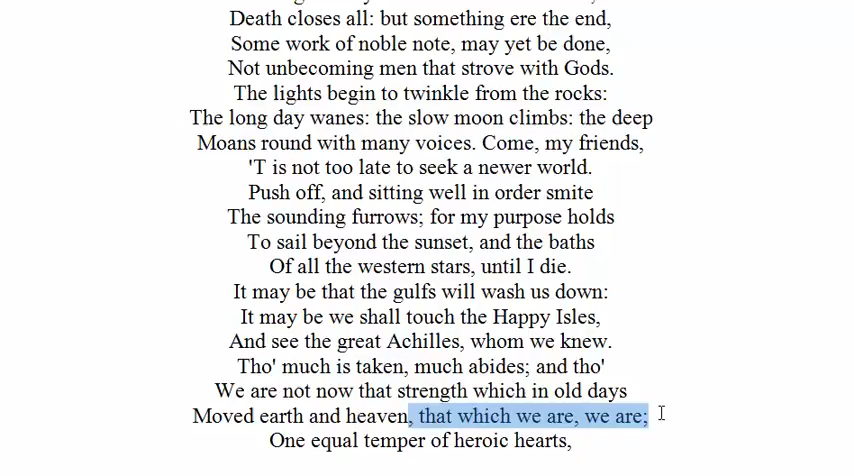 Death closes all: but something ere the end,
Some work of noble note, may yet be done,
Not unbecoming men that strove with Gods.
The lights begin to twinkle from the rocks:
The long day wanes: the slow moon climbs: the deep
Moans round with many voices. Come, my friends,
'T is not too late to seek a newer world.
Push off, and sitting well in order smite
The sounding furrows; for my purpose holds
To sail beyond the sunset, and the baths
Of all the western stars, until I die.
It may be that the gulfs will wash us down:
It may be we shall touch the Happy Isles,
And see the great Achilles, whom we knew.
Tho' much is taken, much abides; and tho'
We are not now that strength which in old days
Moved earth and heaven, that which we are, we are;
One equal temper of heroic hearts,